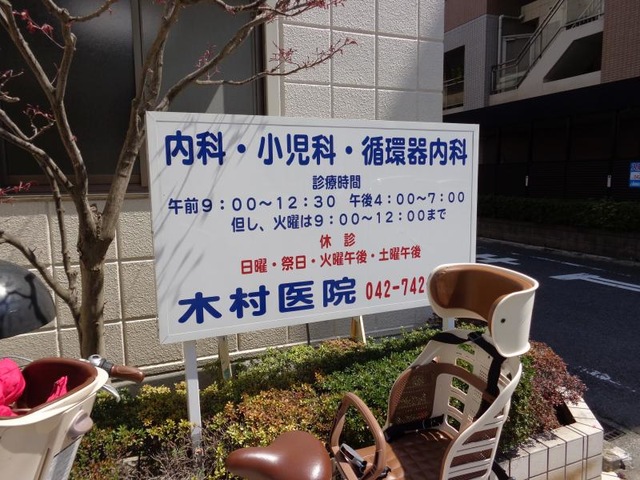 内科・小児科・循環器内科
診療時間
午前9：00〜12：30 午後4：00〜7：00
但し、火曜は9：00〜12：00まで
休診
日曜・祭日・火曜午後・土曜午後
木村医院 042-742